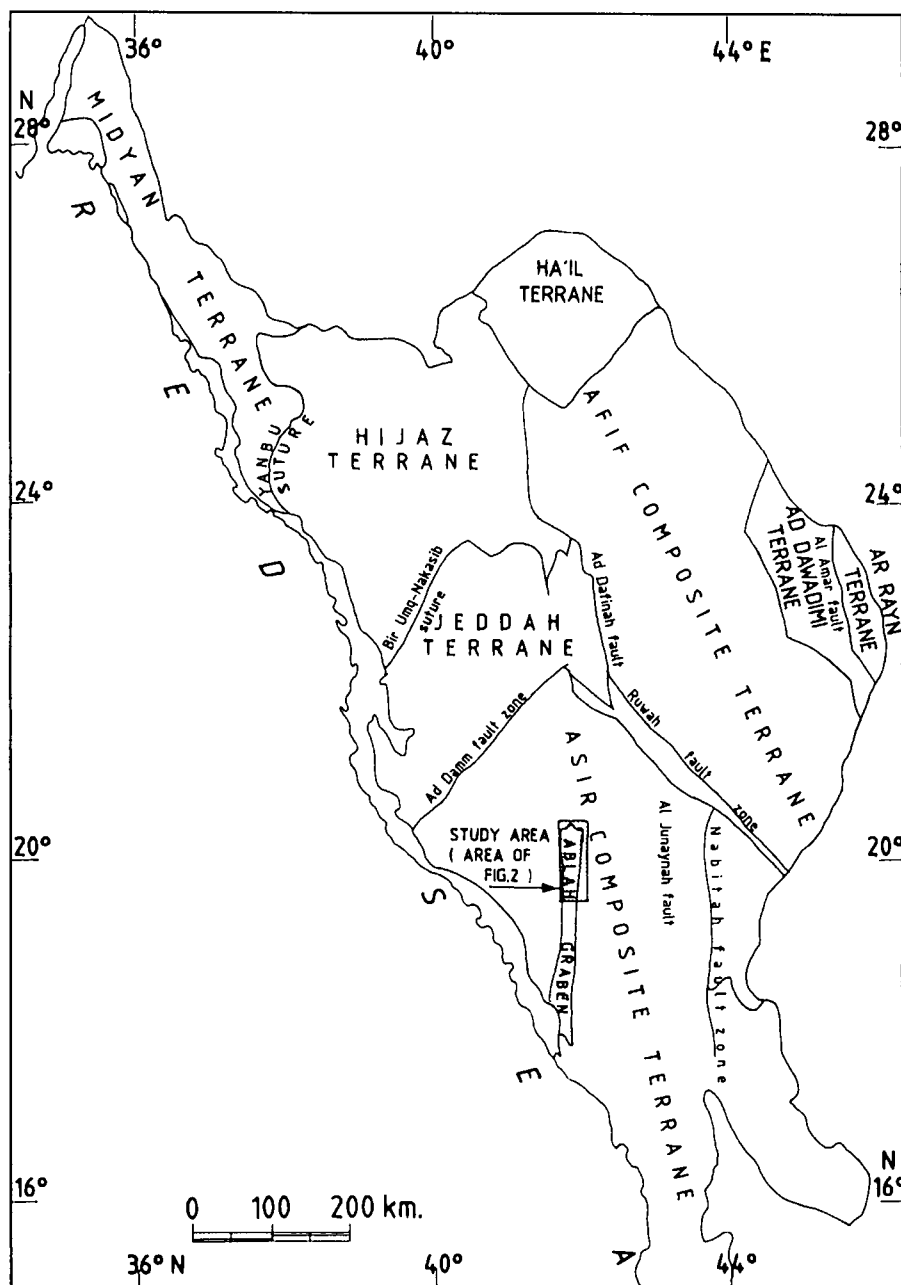 36°
40°
44° E
N
28°
28°
MIDYAN
TERRANE
RED SEA
HA'IL
TERRANE
YANBU
SUTURE
HIJAZ
TERRANE
AFIF COMPOSITE TERRANE
24°
24°
AD DAWADIMI
TERRANE
Al Amar fault
AR RAYN
TERRANE
Bir Umq-Nakasib
suture
JEDDAH
TERRANE
Ad Dafinah fault
Ruwah fault zone
Ad Damm fault zone
ASIR COMPOSITE TERRANE
Al Junaynah fault
Nabitah fault zone
20°
20°
STUDY AREA
( AREA OF
FIG.2 )
ABLAH
GRABEN
N
16°
16°
0 100 200 km.
36° N
40°
44°